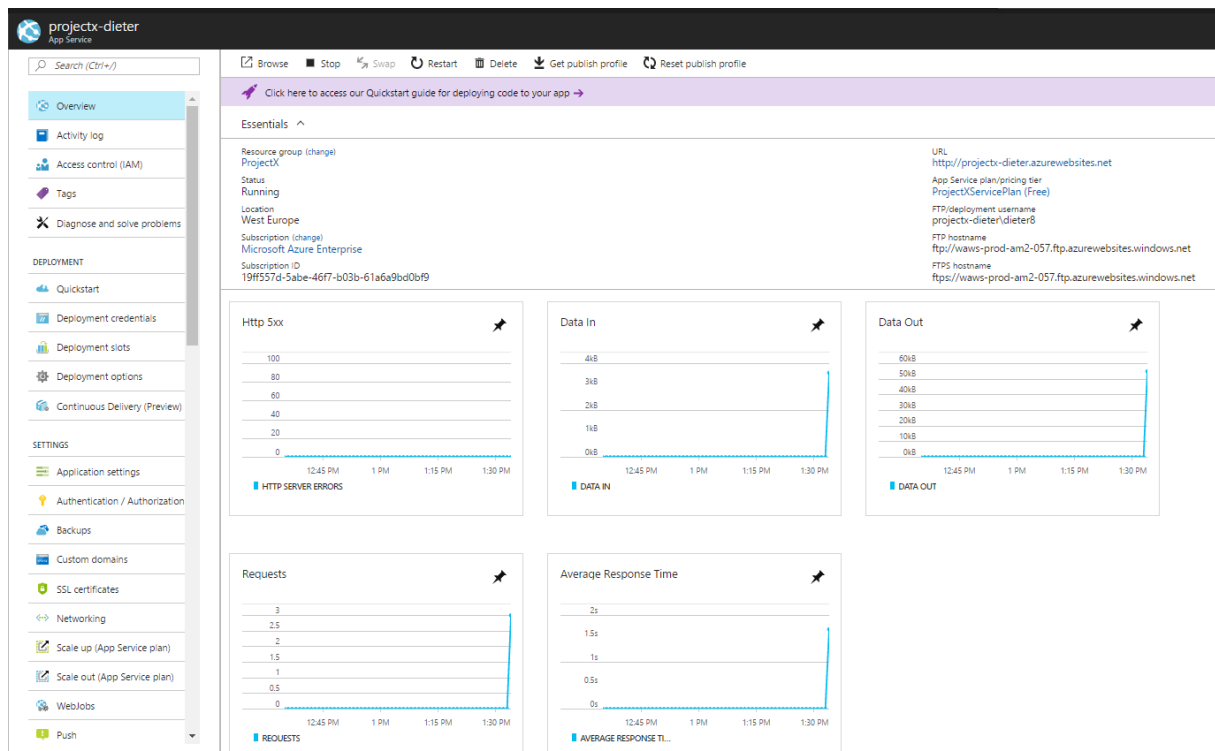 projectx-dieter
App Service
Search (Ctrl+/)
Overview
Activity log
Access control (IAM)
Tags
Diagnose and solve problems
DEPLOYMENT
Quickstart
Deployment credentials
Deployment slots
Deployment options
Continuous Delivery (Preview)
SETTINGS
Application settings
Authentication / Authorization
Backups
Custom domains
SSL certificates
Networking
Scale up (App Service plan)
Scale out (App Service plan)
WebJobs
Push
Browse Stop Swap Restart Delete Get publish profile Reset publish profile
Click here to access our Quickstart guide for deploying code to your app →
Essentials
Resource group (change)
ProjectX
Status
Running
Location
West Europe
Subscription (change)
Microsoft Azure Enterprise
Subscription ID
19ff557d-5abe-46f7-b03b-61a6a9bd0bf9
URL
http://projectx-dieter.azurewebsites.net
App Service plan/pricing tier
ProjectXServicePlan (Free)
FTP/deployment username
projectx-dieter\dieter8
FTP hostname
ftp://waws-prod-am2-057.ftp.azurewebsites.windows.net
FTPS hostname
ftps://waws-prod-am2-057.ftp.azurewebsites.windows.net
Http 5xx
100
80
60
40
20
0
12:45 PM 1 PM 1:15 PM 1:30 PM
HTTP SERVER ERRORS
Data In
4kB
3kB
2kB
1kB
0kB
12:45 PM 1 PM 1:15 PM 1:30 PM
DATA IN
Data Out
60kB
50kB
40kB
30kB
20kB
10kB
0kB
12:45 PM 1 PM 1:15 PM 1:30 PM
DATA OUT
Requests
3
2.5
2
1.5
1
0.5
0
12:45 PM 1 PM 1:15 PM 1:30 PM
REQUESTS
Average Response Time
2s
1.5s
1s
0.5s
0s
12:45 PM 1 PM 1:15 PM 1:30 PM
AVERAGE RESPONSE TI...